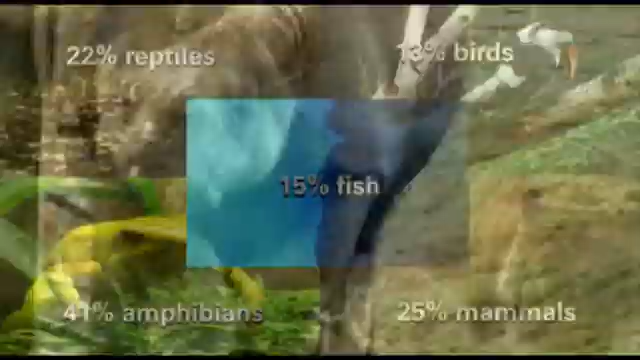 22% reptiles
13% birds
15% fish
41% amphibians
25% mammals